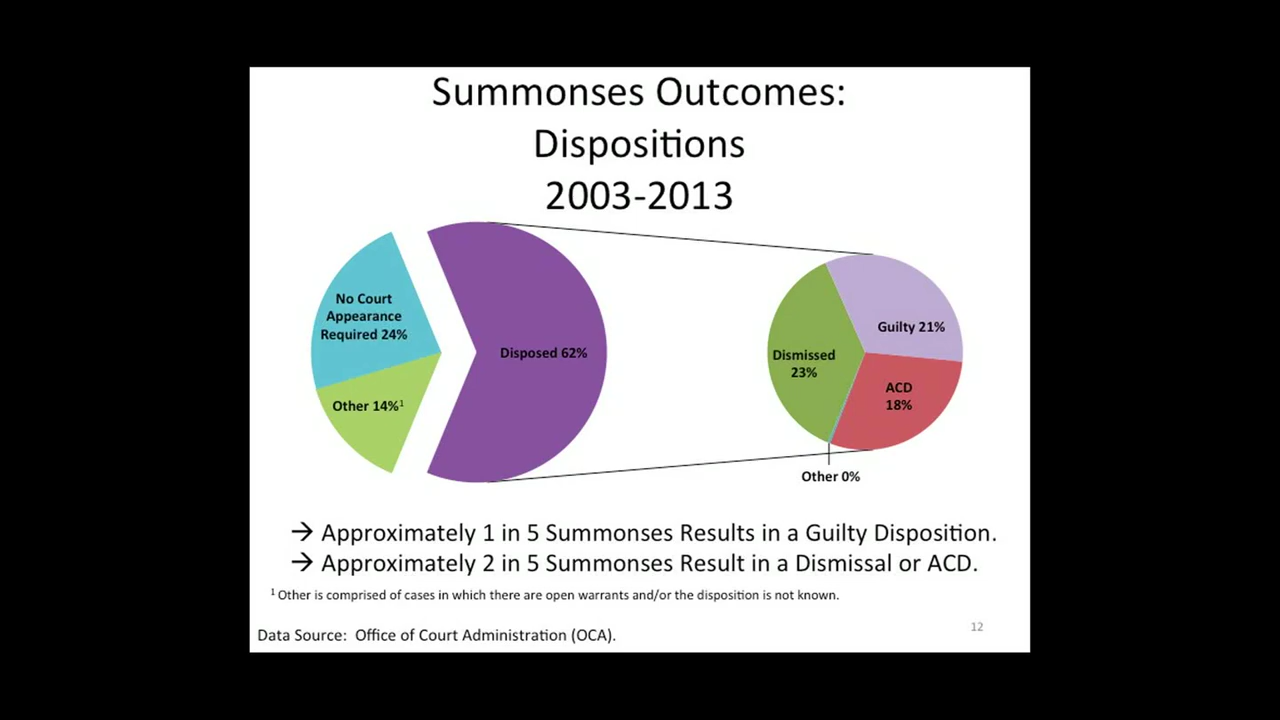 Summonses Outcomes:
Dispositions
2003-2013
No Court
Appearance
Required 24%
Other 14%¹
Disposed 62%
Guilty 21%
Dismissed
23%
ACD
18%
Other 0%
→ Approximately 1 in 5 Summonses Results in a Guilty Disposition.
→ Approximately 2 in 5 Summonses Result in a Dismissal or ACD.
¹ Other is comprised of cases in which there are open warrants and/or the disposition is not known.
12
Data Source: Office of Court Administration (OCA).